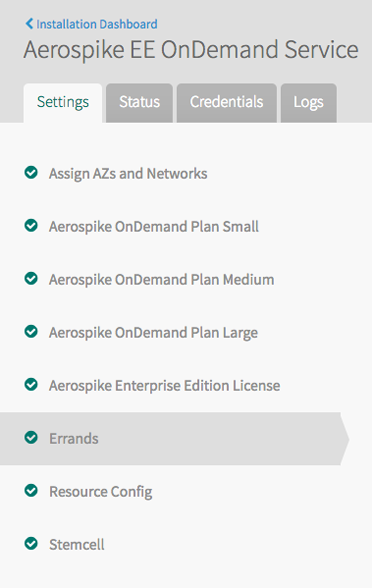 Installation Dashboard
Aerospike EE OnDemand Service
Settings Status Credentials Logs
Assign AZs and Networks
Aerospike OnDemand Plan Small
Aerospike OnDemand Plan Medium
Aerospike OnDemand Plan Large
Aerospike Enterprise Edition License
Errands
Resource Config
Stemcell